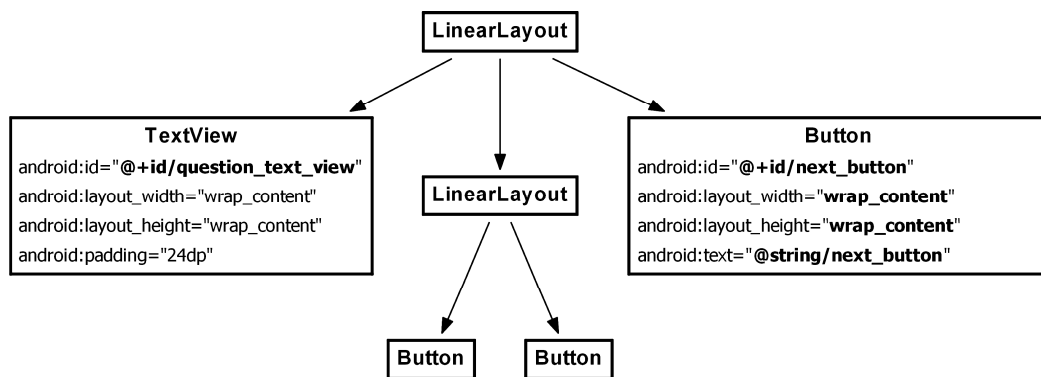 LinearLayout
TextView
android:id="@+id/question_text_view"
android:layout_width="wrap_content"
android:layout_height="wrap_content"
android:padding="24dp"
LinearLayout
Button
android:id="@+id/next_button"
android:layout_width="wrap_content"
android:layout_height="wrap_content"
android:text="@string/next_button"
Button
Button